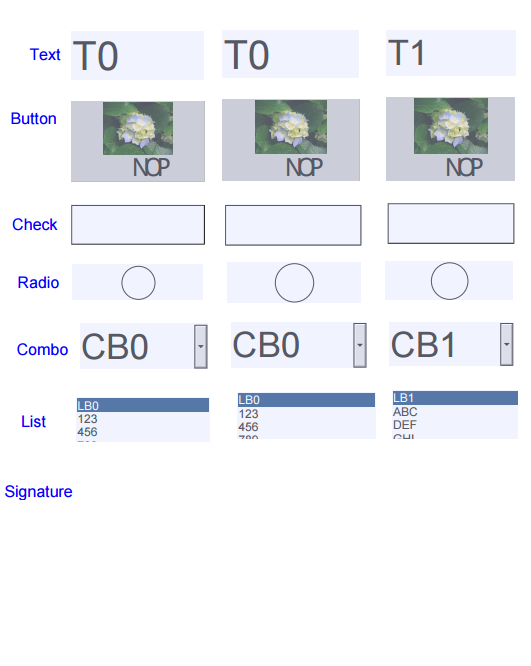 Text T0 T0 T1
Button NOP NOP NOP
Check
Radio
Combo CB0 CB0 CB1
List LB0 LB0 LB1
123 123 ABC
456 456 DEF
789 GHI
Signature